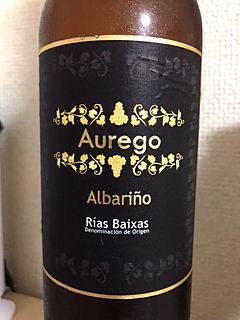 Aurego
Albariño
Rías Baixas
Denominación de Origen